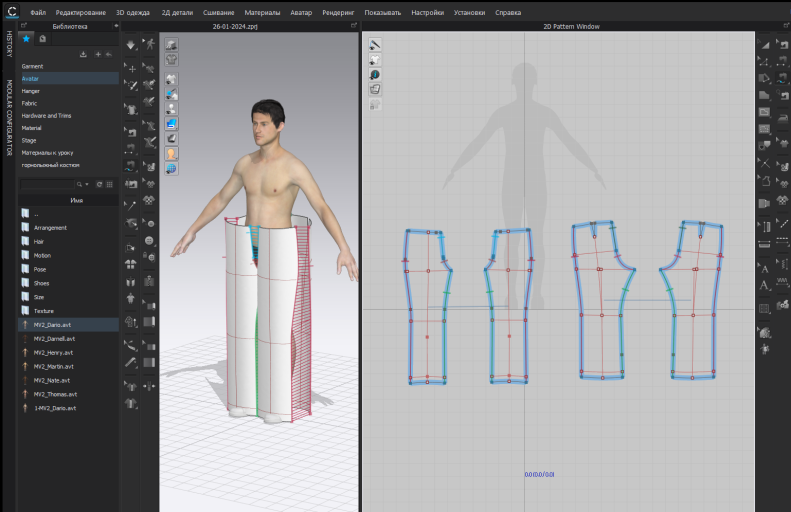 Файл Редактирование 3D одежда 2Д детали Сшивание Материалы Аватар Рендеринг Показывать Настройки Установки Справка
Библиотека
26-01-2024.zprj
2D Pattern Window
HISTORY
MODULAR CONFIGURATOR
Garment
Avatar
Hanger
Fabric
Hardware and Trims
Material
Stage
Материалы к уроку
горнолыжный костюм
Имя
..
Arrangement
Hair
Motion
Pose
Shoes
Size
Texture
MV2_Dario.avt
MV2_Darnell.avt
MV2_Henry.avt
MV2_Martin.avt
MV2_Nate.avt
MV2_Thomas.avt
1-MV2_Dario.avt
0.0(0.0/0.0)